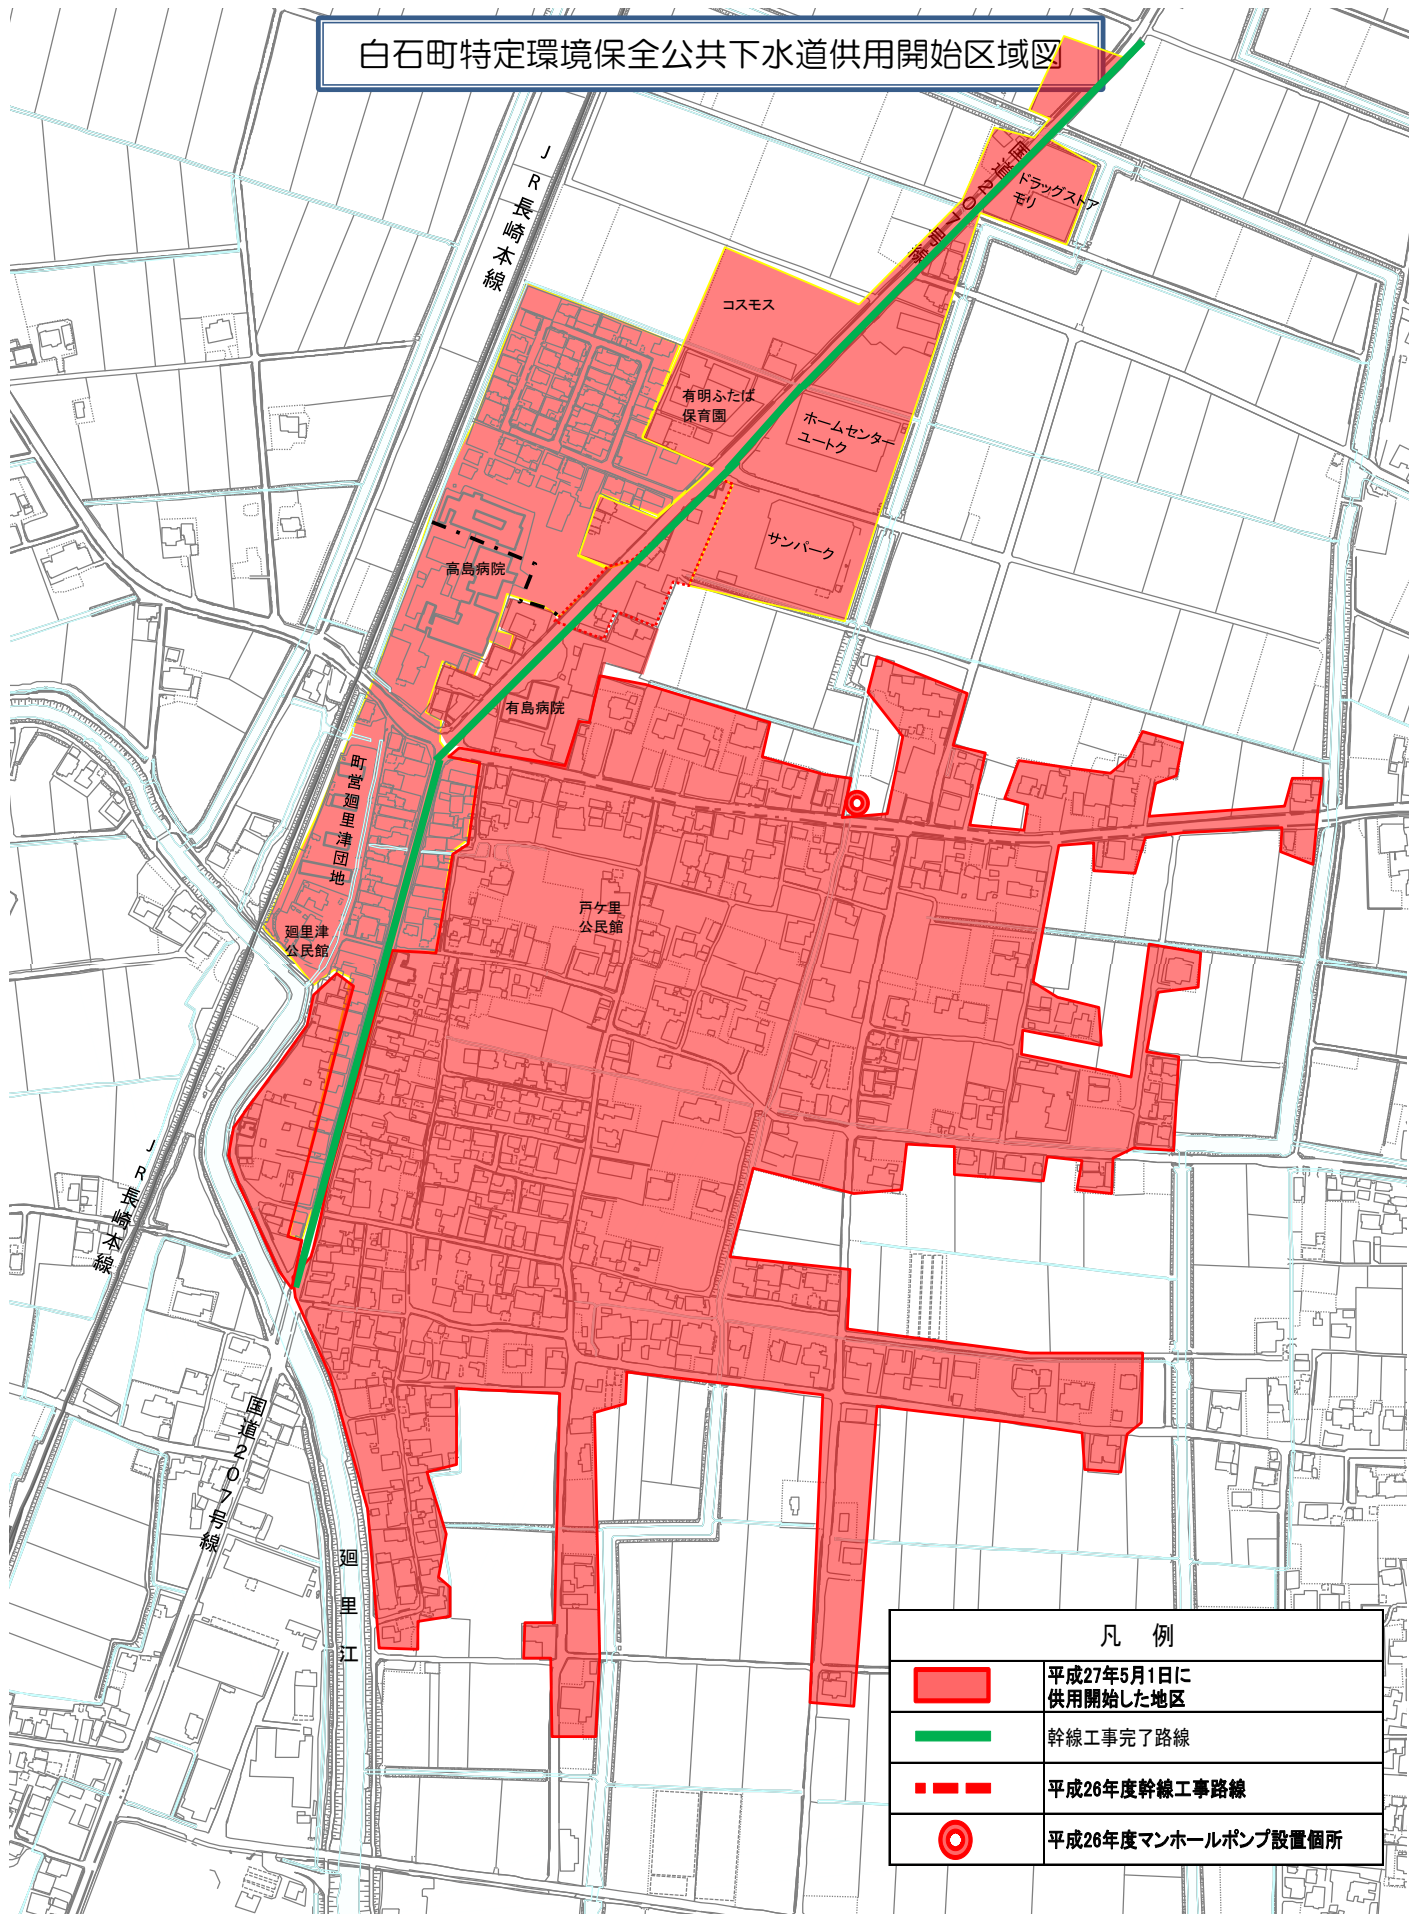 白石町特定環境保全公共下水道供用開始区域図
JR長崎本線
国道207号線
ドラッグストア
モリ
コスモス
有明ふたば
保育園
ホームセンター
ユートク
サンパーク
高島病院
有島病院
町営廻里津団地
戸ケ里
公民館
廻里津
公民館
JR長崎本線
国道207号線
廻里江
凡 例
平成27年5月1日に
供用開始した地区
幹線工事完了路線
平成26年度幹線工事路線
平成26年度マンホールポンプ設置個所